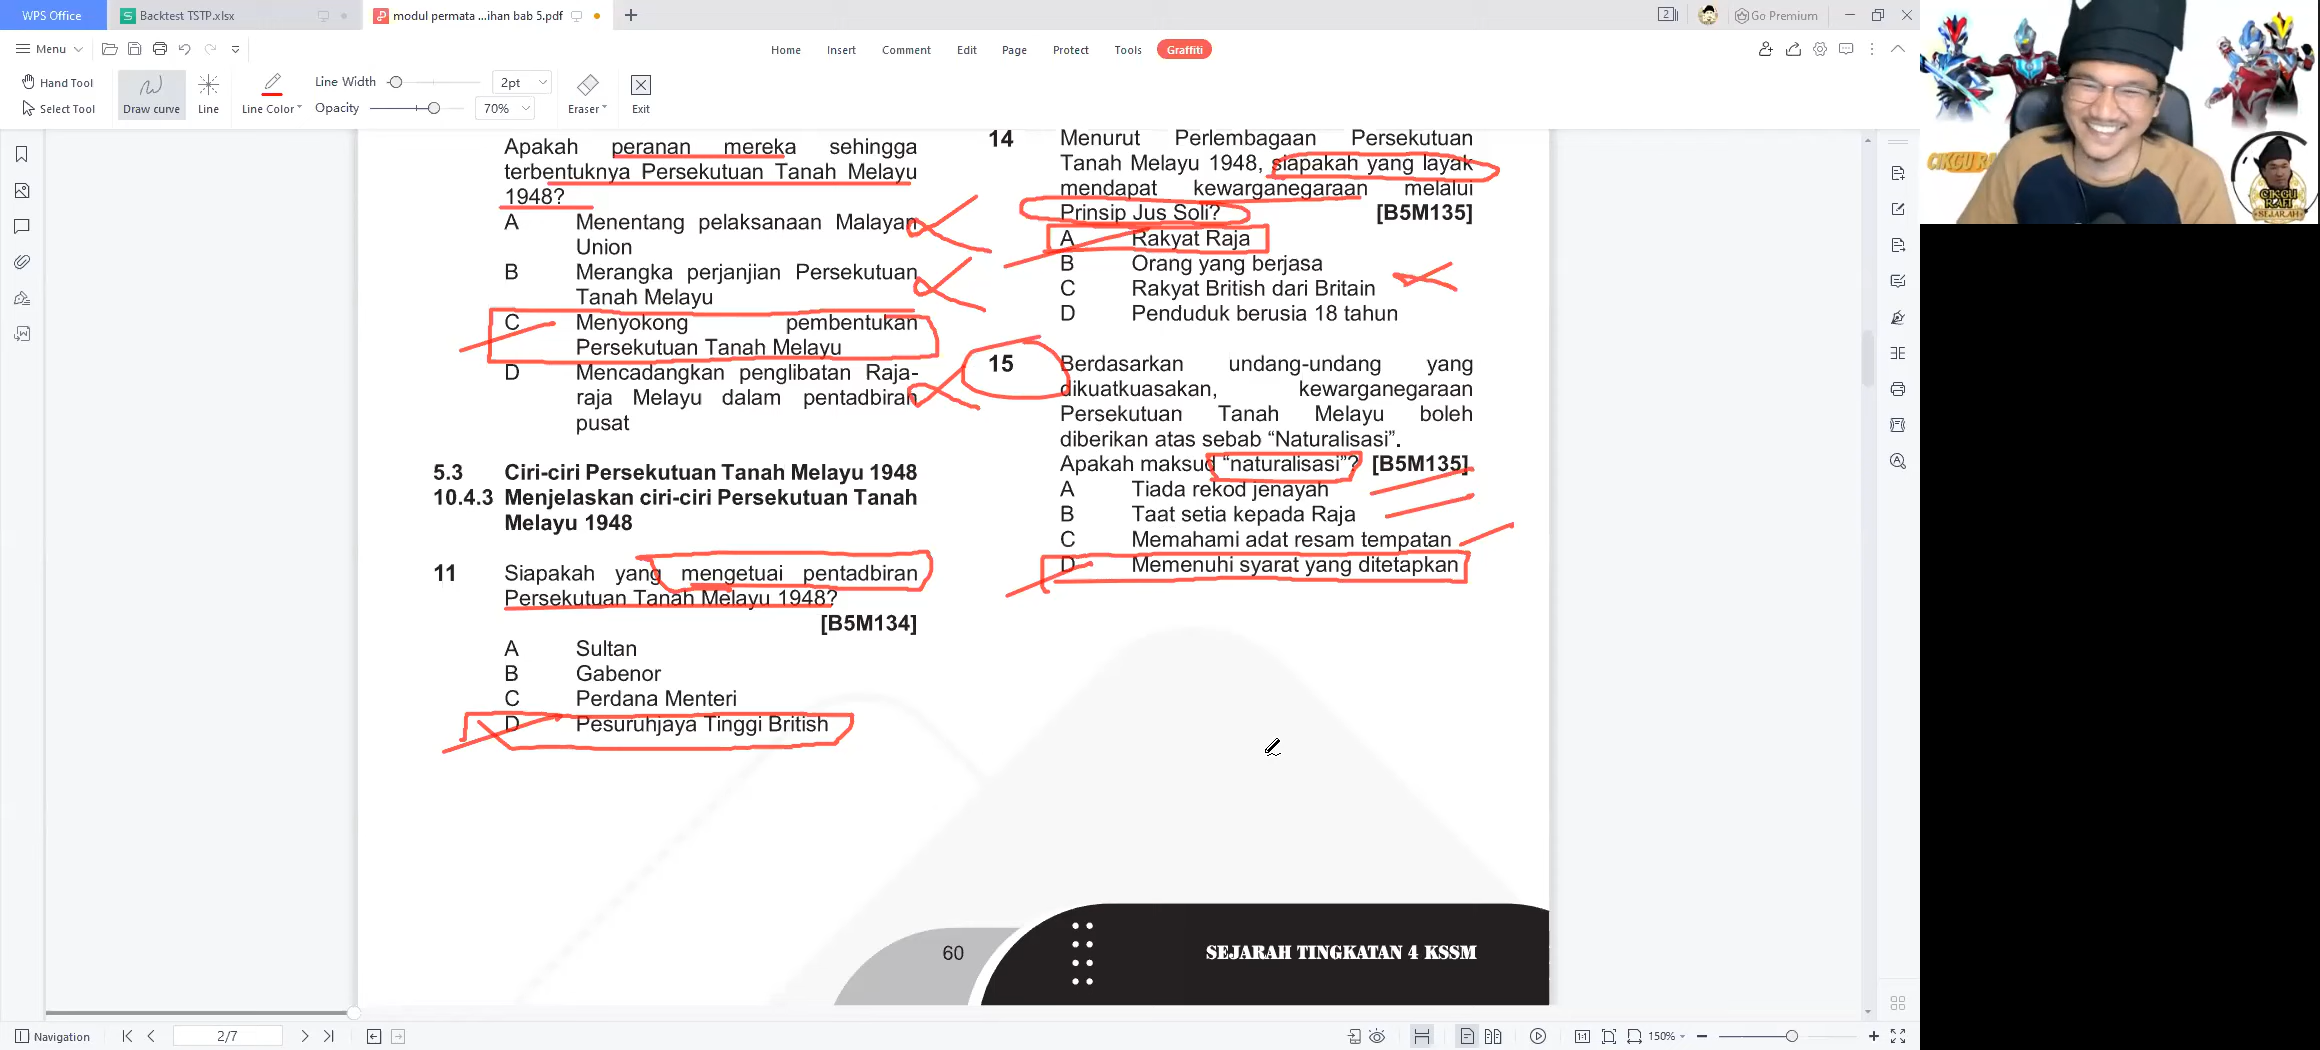 WPS Office
Backtest TSTP.xlsx
modul permata ...ihan bab 5.pdf
2
Go Premium
Menu
Home
Insert
Comment
Edit
Page
Protect
Tools
Graffiti
Hand Tool
Select Tool
Draw curve
Line
Line Color
Line Width
2pt
Opacity
70%
Eraser
Exit
Apakah peranan mereka sehingga
terbentuknya Persekutuan Tanah Melayu
1948?
A Menentang pelaksanaan Malayan
Union
B Merangka perjanjian Persekutuan
Tanah Melayu
C Menyokong pembentukan
Persekutuan Tanah Melayu
D Mencadangkan penglibatan Raja-
raja Melayu dalam pentadbiran
pusat
5.3 Ciri-ciri Persekutuan Tanah Melayu 1948
10.4.3 Menjelaskan ciri-ciri Persekutuan Tanah
Melayu 1948
11 Siapakah yang mengetuai pentadbiran
Persekutuan Tanah Melayu 1948?
[B5M134]
A Sultan
B Gabenor
C Perdana Menteri
D Pesuruhjaya Tinggi British
14 Menurut Perlembagaan Persekutuan
Tanah Melayu 1948, siapakah yang layak
mendapat kewarganegaraan melalui
Prinsip Jus Soli? [B5M135]
A Rakyat Raja
B Orang yang berjasa
C Rakyat British dari Britain
D Penduduk berusia 18 tahun
15 Berdasarkan undang-undang yang
dikuatkuasakan, kewarganegaraan
Persekutuan Tanah Melayu boleh
diberikan atas sebab “Naturalisasi”.
Apakah maksud “naturalisasi”? [B5M135]
A Tiada rekod jenayah
B Taat setia kepada Raja
C Memahami adat resam tempatan
D Memenuhi syarat yang ditetapkan
60
SEJARAH TINGKATAN 4 KSSM
CIKGU
CIKGU
RAFI
SEJARAH
Navigation
2/7
1:1
150%